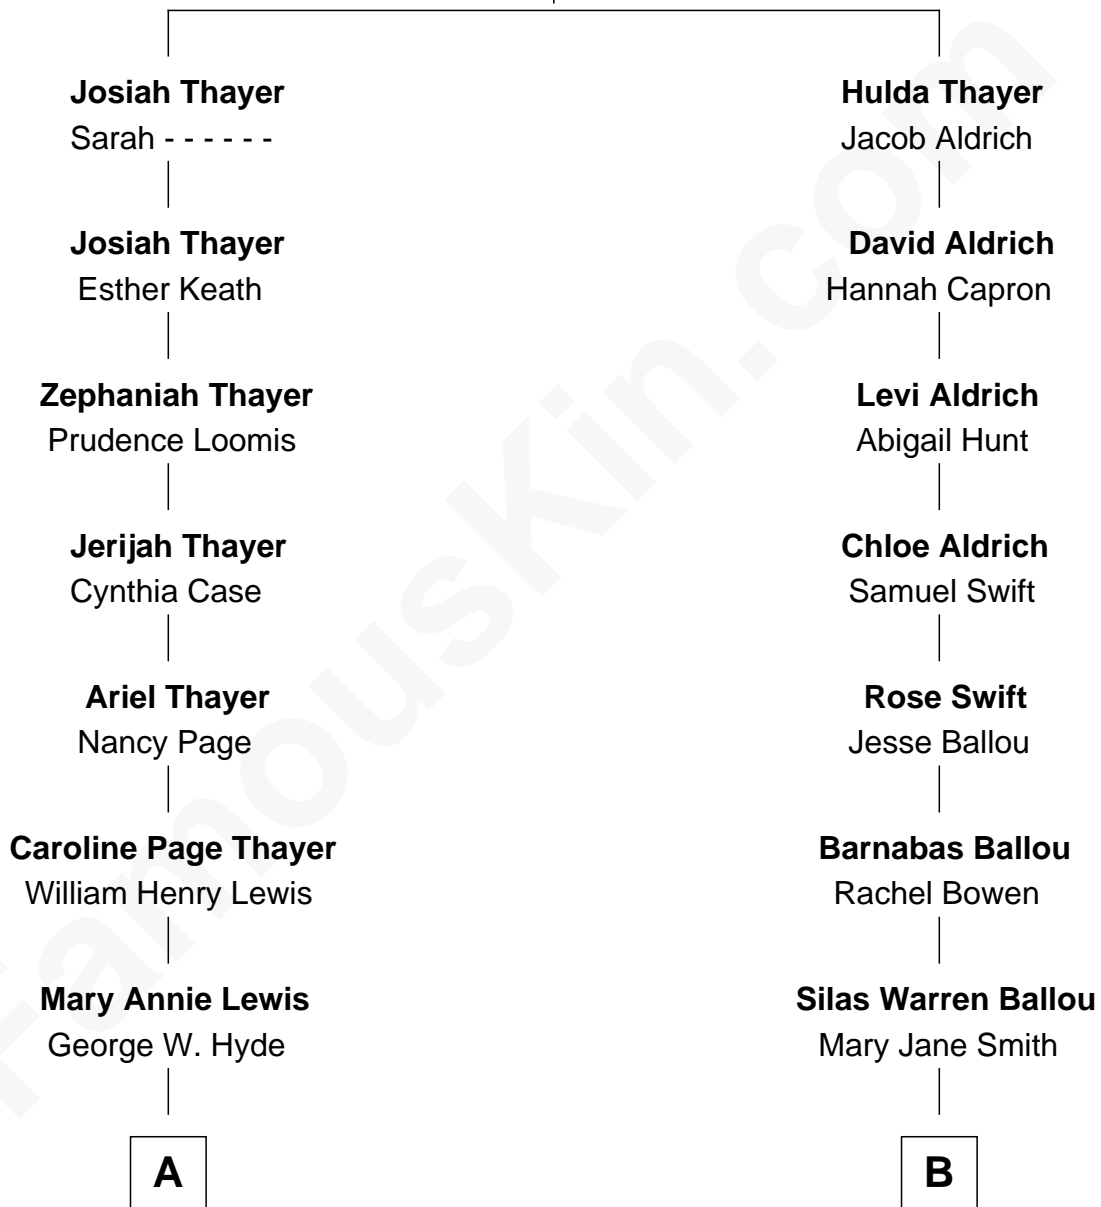 Josiah Thayer
Sarah - - - - - -
Hulda Thayer
Jacob Aldrich
Josiah Thayer
Esther Keath
David Aldrich
Hannah Capron
Zephaniah Thayer
Prudence Loomis
Levi Aldrich
Abigail Hunt
Jerijah Thayer
Cynthia Case
Chloe Aldrich
Samuel Swift
Ariel Thayer
Nancy Page
Rose Swift
Jesse Ballou
Caroline Page Thayer
William Henry Lewis
Barnabas Ballou
Rachel Bowen
Mary Annie Lewis
George W. Hyde
Silas Warren Ballou
Mary Jane Smith
A
B
FamousKin.com